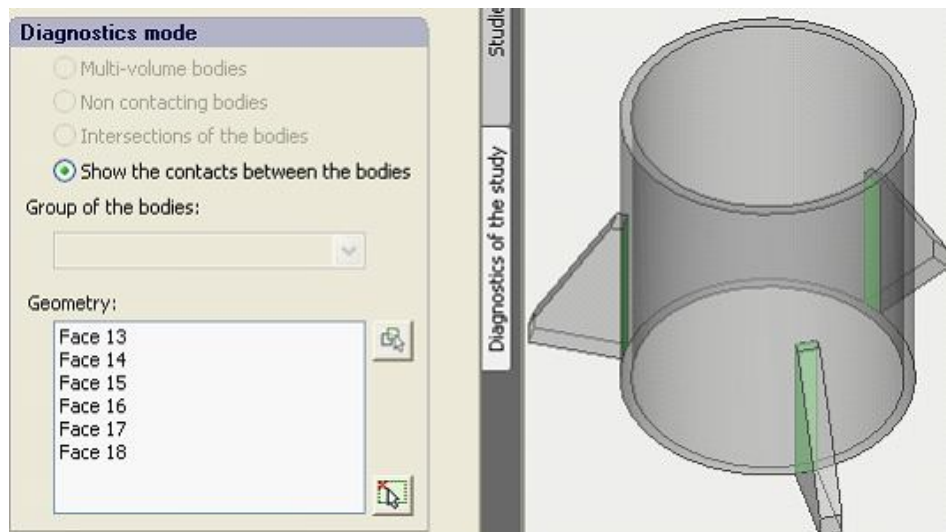 Diagnostics mode
Multi-volume bodies
Non contacting bodies
Intersections of the bodies
Show the contacts between the bodies
Group of the bodies:
Geometry:
Face 13
Face 14
Face 15
Face 16
Face 17
Face 18
Diagnostics of the study